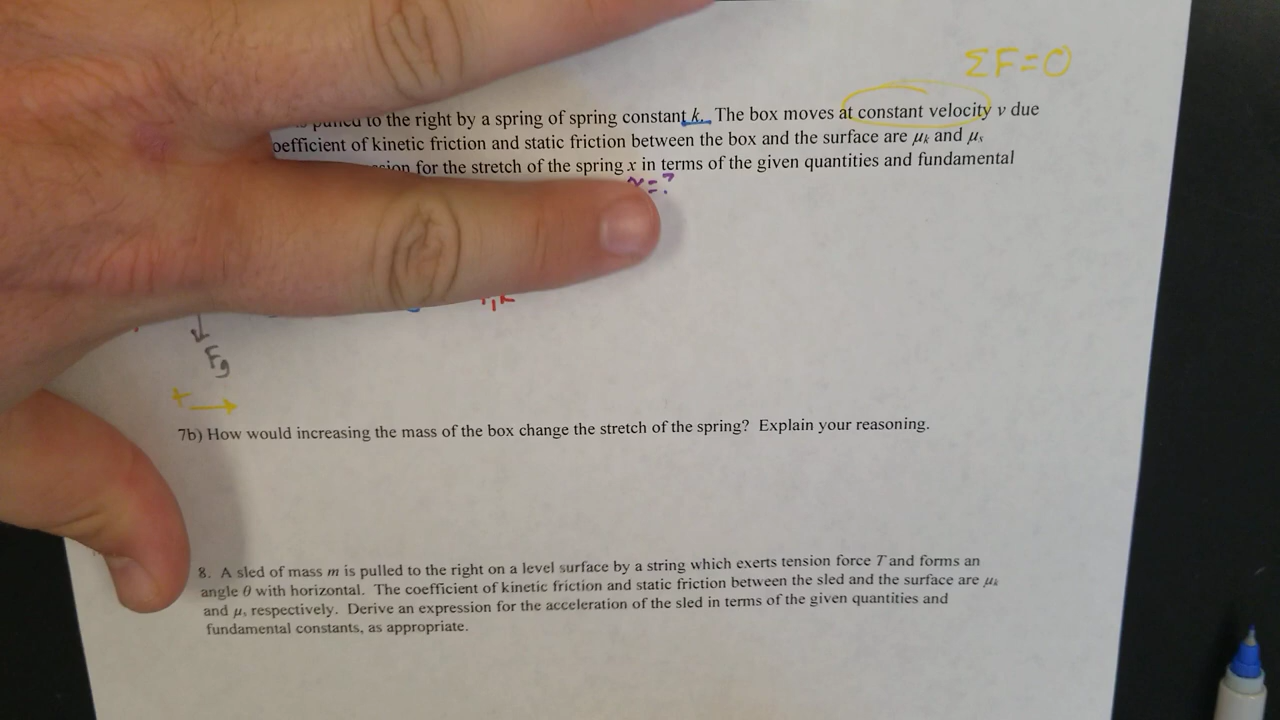 ΣF=0
to the right by a spring of spring constant k. The box moves at constant velocity v due
oefficient of kinetic friction and static friction between the box and the surface are μk and μs
for the stretch of the spring x in terms of the given quantities and fundamental
x=?
Fg
+
7b) How would increasing the mass of the box change the stretch of the spring? Explain your reasoning.
8. A sled of mass m is pulled to the right on a level surface by a string which exerts tension force T and forms an
angle θ with horizontal. The coefficient of kinetic friction and static friction between the sled and the surface are μk
and μs respectively. Derive an expression for the acceleration of the sled in terms of the given quantities and
fundamental constants, as appropriate.